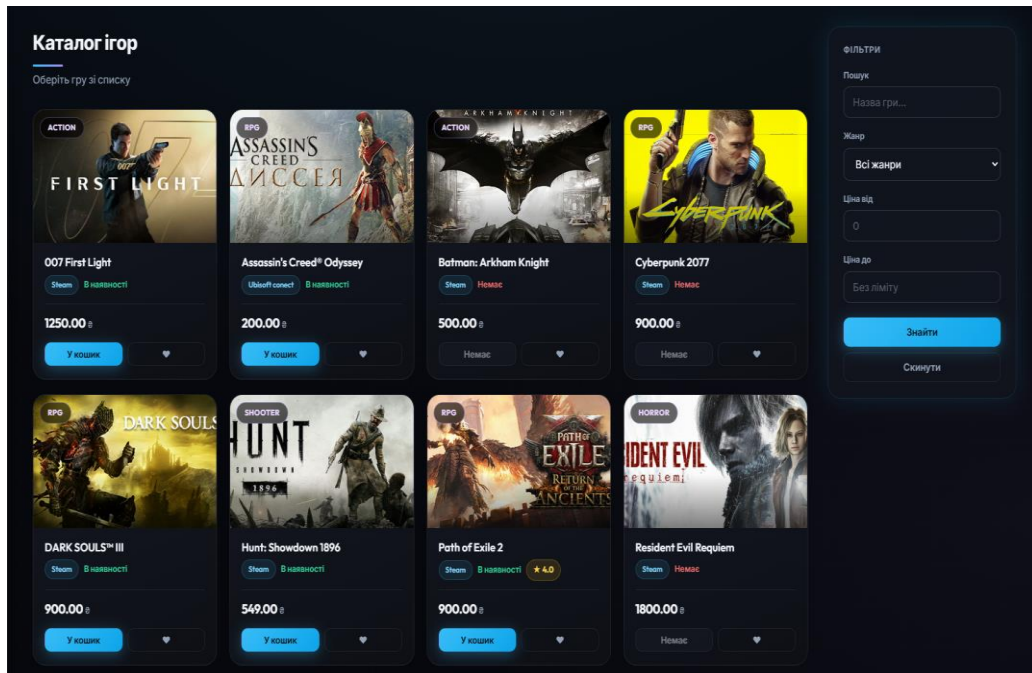 Каталог ігор
Оберіть гру зі списку
ACTION
007
FIRST LIGHT
007 First Light
Steam В наявності
1250.00 ₴
У кошик ♥
RPG
ASSASSIN'S
CREED
ДИССЕЯ
Assassin's Creed® Odyssey
Ubisoft conect В наявності
200.00 ₴
У кошик ♥
ACTION
ARKHAM KNIGHT
Batman: Arkham Knight
Steam Немає
500.00 ₴
Немає ♥
RPG
CYBERPUNK
Cyberpunk 2077
Steam Немає
900.00 ₴
Немає ♥
RPG
DARK SOULS
DARK SOULS™ III
Steam В наявності
900.00 ₴
У кошик ♥
SHOOTER
HUNT
SHOWDOWN
1896
Hunt: Showdown 1896
Steam В наявності
549.00 ₴
У кошик ♥
RPG
PATH OF
EXILE
RETURN
OF THE
ANCIENTS
Path of Exile 2
Steam В наявності ★ 4.0
900.00 ₴
У кошик ♥
HORROR
IDENT EVIL
requiem
Resident Evil Requiem
Steam Немає
1800.00 ₴
Немає ♥
ФІЛЬТРИ
Пошук
Назва гри...
Жанр
Всі жанри
Ціна від
0
Ціна до
Без ліміту
Знайти
Скинути